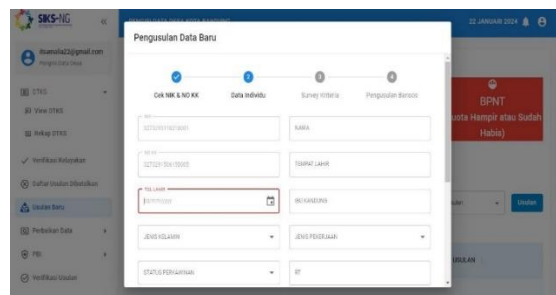 SIKS-NG
22 JANUARI 2024
Pengusulan Data Baru
Cek NIK & NO KK
Data Individu
Survey Kriteria
Pengusulan Bansos
DTKS
View DTKS
Rekap DTKS
Verifikasi Kelayakan
Daftar Usulan Dibatalkan
Usulan Baru
Perbaikan Data
PBI
Verifikasi Usulan
NAMA
TEMPAT LAHIR
TGL LAHIR
IBU KANDUNG
JENIS KELAMIN
JENIS PEKERJAAN
STATUS PERKAWINAN
RT
BPNT
uota Hampir atau Sudah
Habis)
Usulan
USULAN